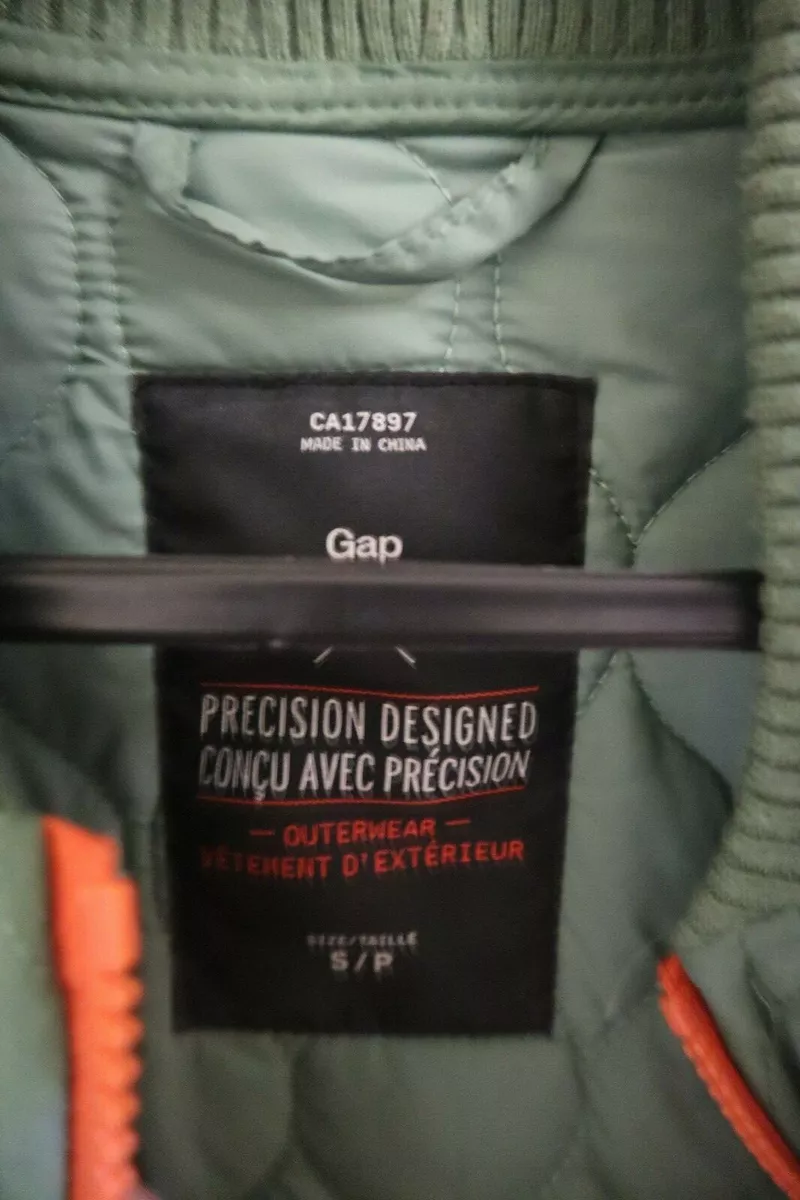 CA17897
MADE IN CHINA
Gap
PRECISION DESIGNED
CONÇU AVEC PRÉCISION
— OUTERWEAR —
VÊTEMENT D'EXTÉRIEUR
SIZE/TAILLE
S/P